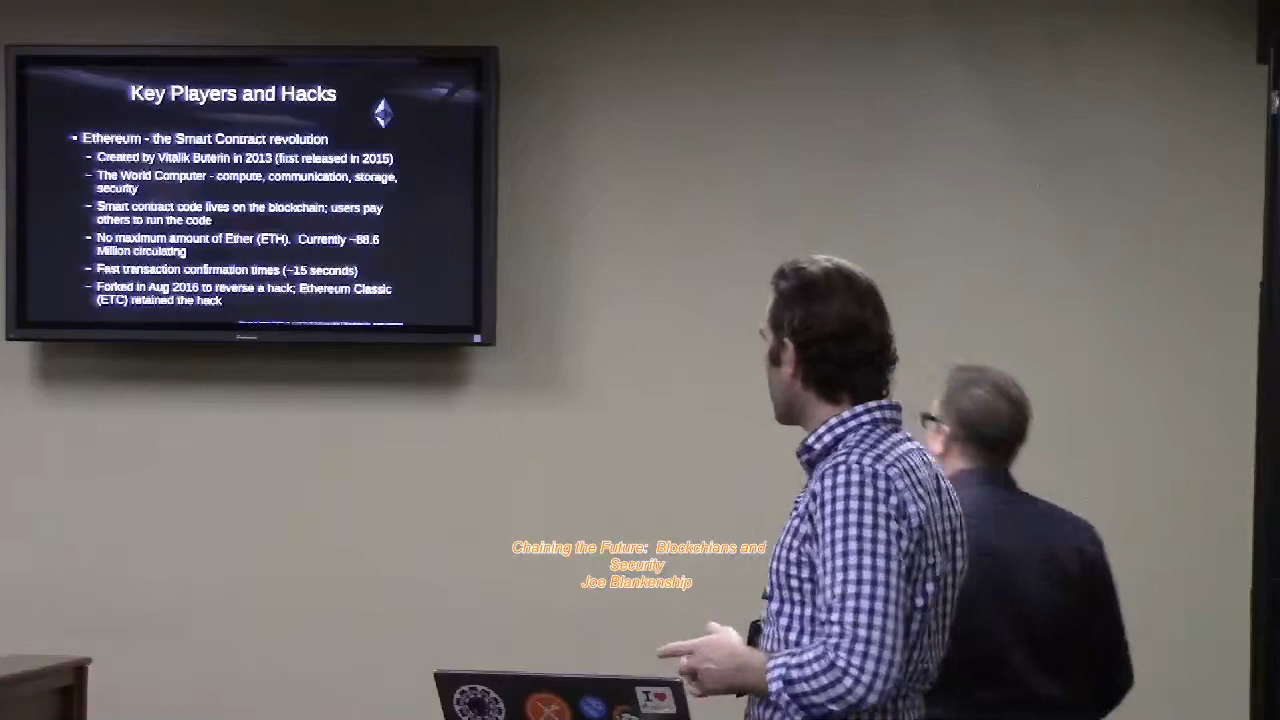 Key Players and Hacks
Ethereum - the Smart Contract revolution
Created by Vitalik Buterin in 2013 (first released in 2015)
The World Computer - compute, communication, storage,
security
Smart contract code lives on the blockchain; users pay
others to run the code
No maximum amount of Ether (ETH). Currently ~88.6
Million circulating
Fast transaction confirmation times (~15 seconds)
Forked in Aug 2016 to reverse a hack; Ethereum Classic
(ETC) retained the hack
Chaining the Future: Blockchians and
Security
Joe Blankenship
I